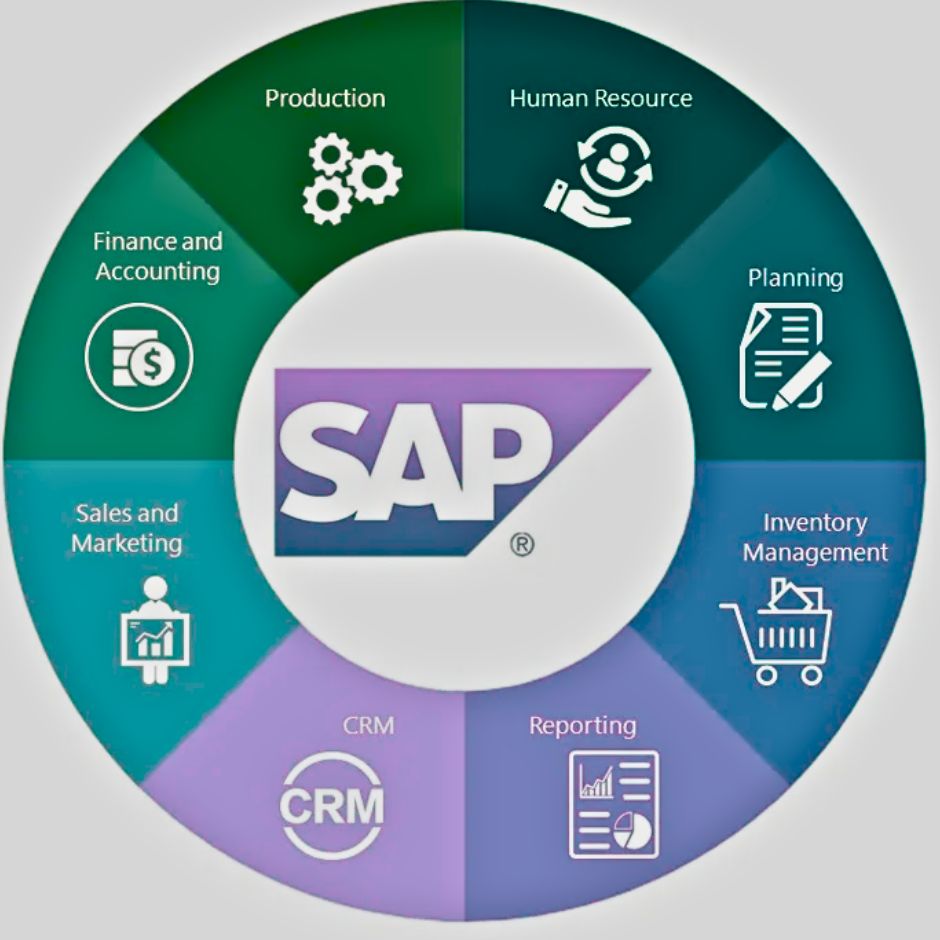 Production
Human Resource
Finance and
Accounting
$
Planning
SAP
®
Sales and
Marketing
Inventory
Management
CRM
CRM
Reporting